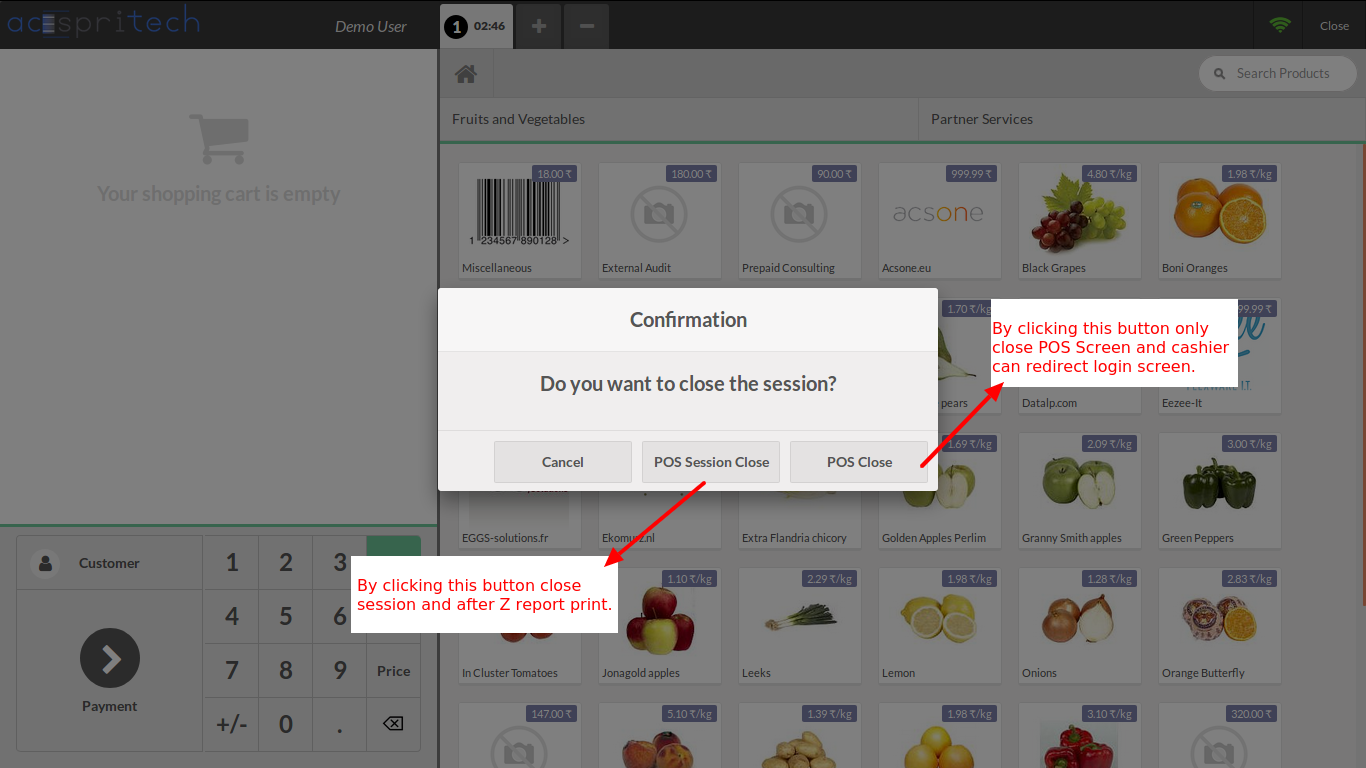 acespritech
Demo User
1 02:46
+
−
Close
Search Products
Fruits and Vegetables
Partner Services
Your shopping cart is empty
18.00 ₹
180.00 ₹
90.00 ₹
999.99 ₹
4.80 ₹/kg
1.98 ₹/kg
1 234567 890128 >
acsone
Miscellaneous
External Audit
Prepaid Consulting
Acsone.eu
Black Grapes
Boni Oranges
Confirmation
Do you want to close the session?
Cancel
POS Session Close
POS Close
1.70 ₹/kg
99.99 ₹
By clicking this button only
close POS Screen and cashier
can redirect login screen.
pears
Datalp.com
Eezee-It
1.69 ₹/kg
2.09 ₹/kg
3.00 ₹/kg
EGGS-solutions.fr
Extra Flandria chicory
Golden Apples Perlim
Granny Smith apples
Green Peppers
By clicking this button close
session and after Z report print.
1.10 ₹/kg
2.29 ₹/kg
1.98 ₹/kg
1.28 ₹/kg
2.83 ₹/kg
In Cluster Tomatoes
Jonagold apples
Leeks
Lemon
Onions
Orange Butterfly
147.00 ₹
5.10 ₹/kg
1.39 ₹/kg
1.98 ₹/kg
3.10 ₹/kg
320.00 ₹
Customer
Payment
1 2 3
4 5 6
7 8 9 Price
+/- 0 .